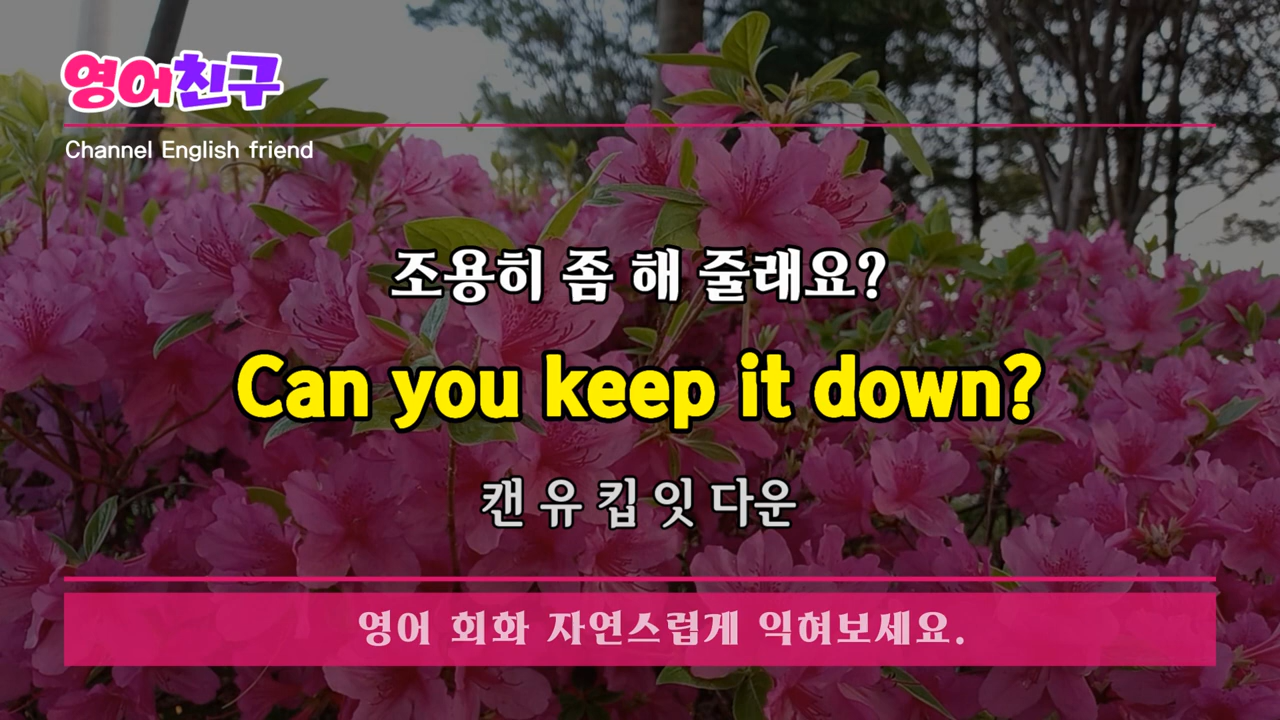 영어친구
Channel English friend
조용히 좀 해 줄래요?
Can you keep it down?
캔 유 킵 잇 다운
영어 회화 자연스럽게 익혀보세요.